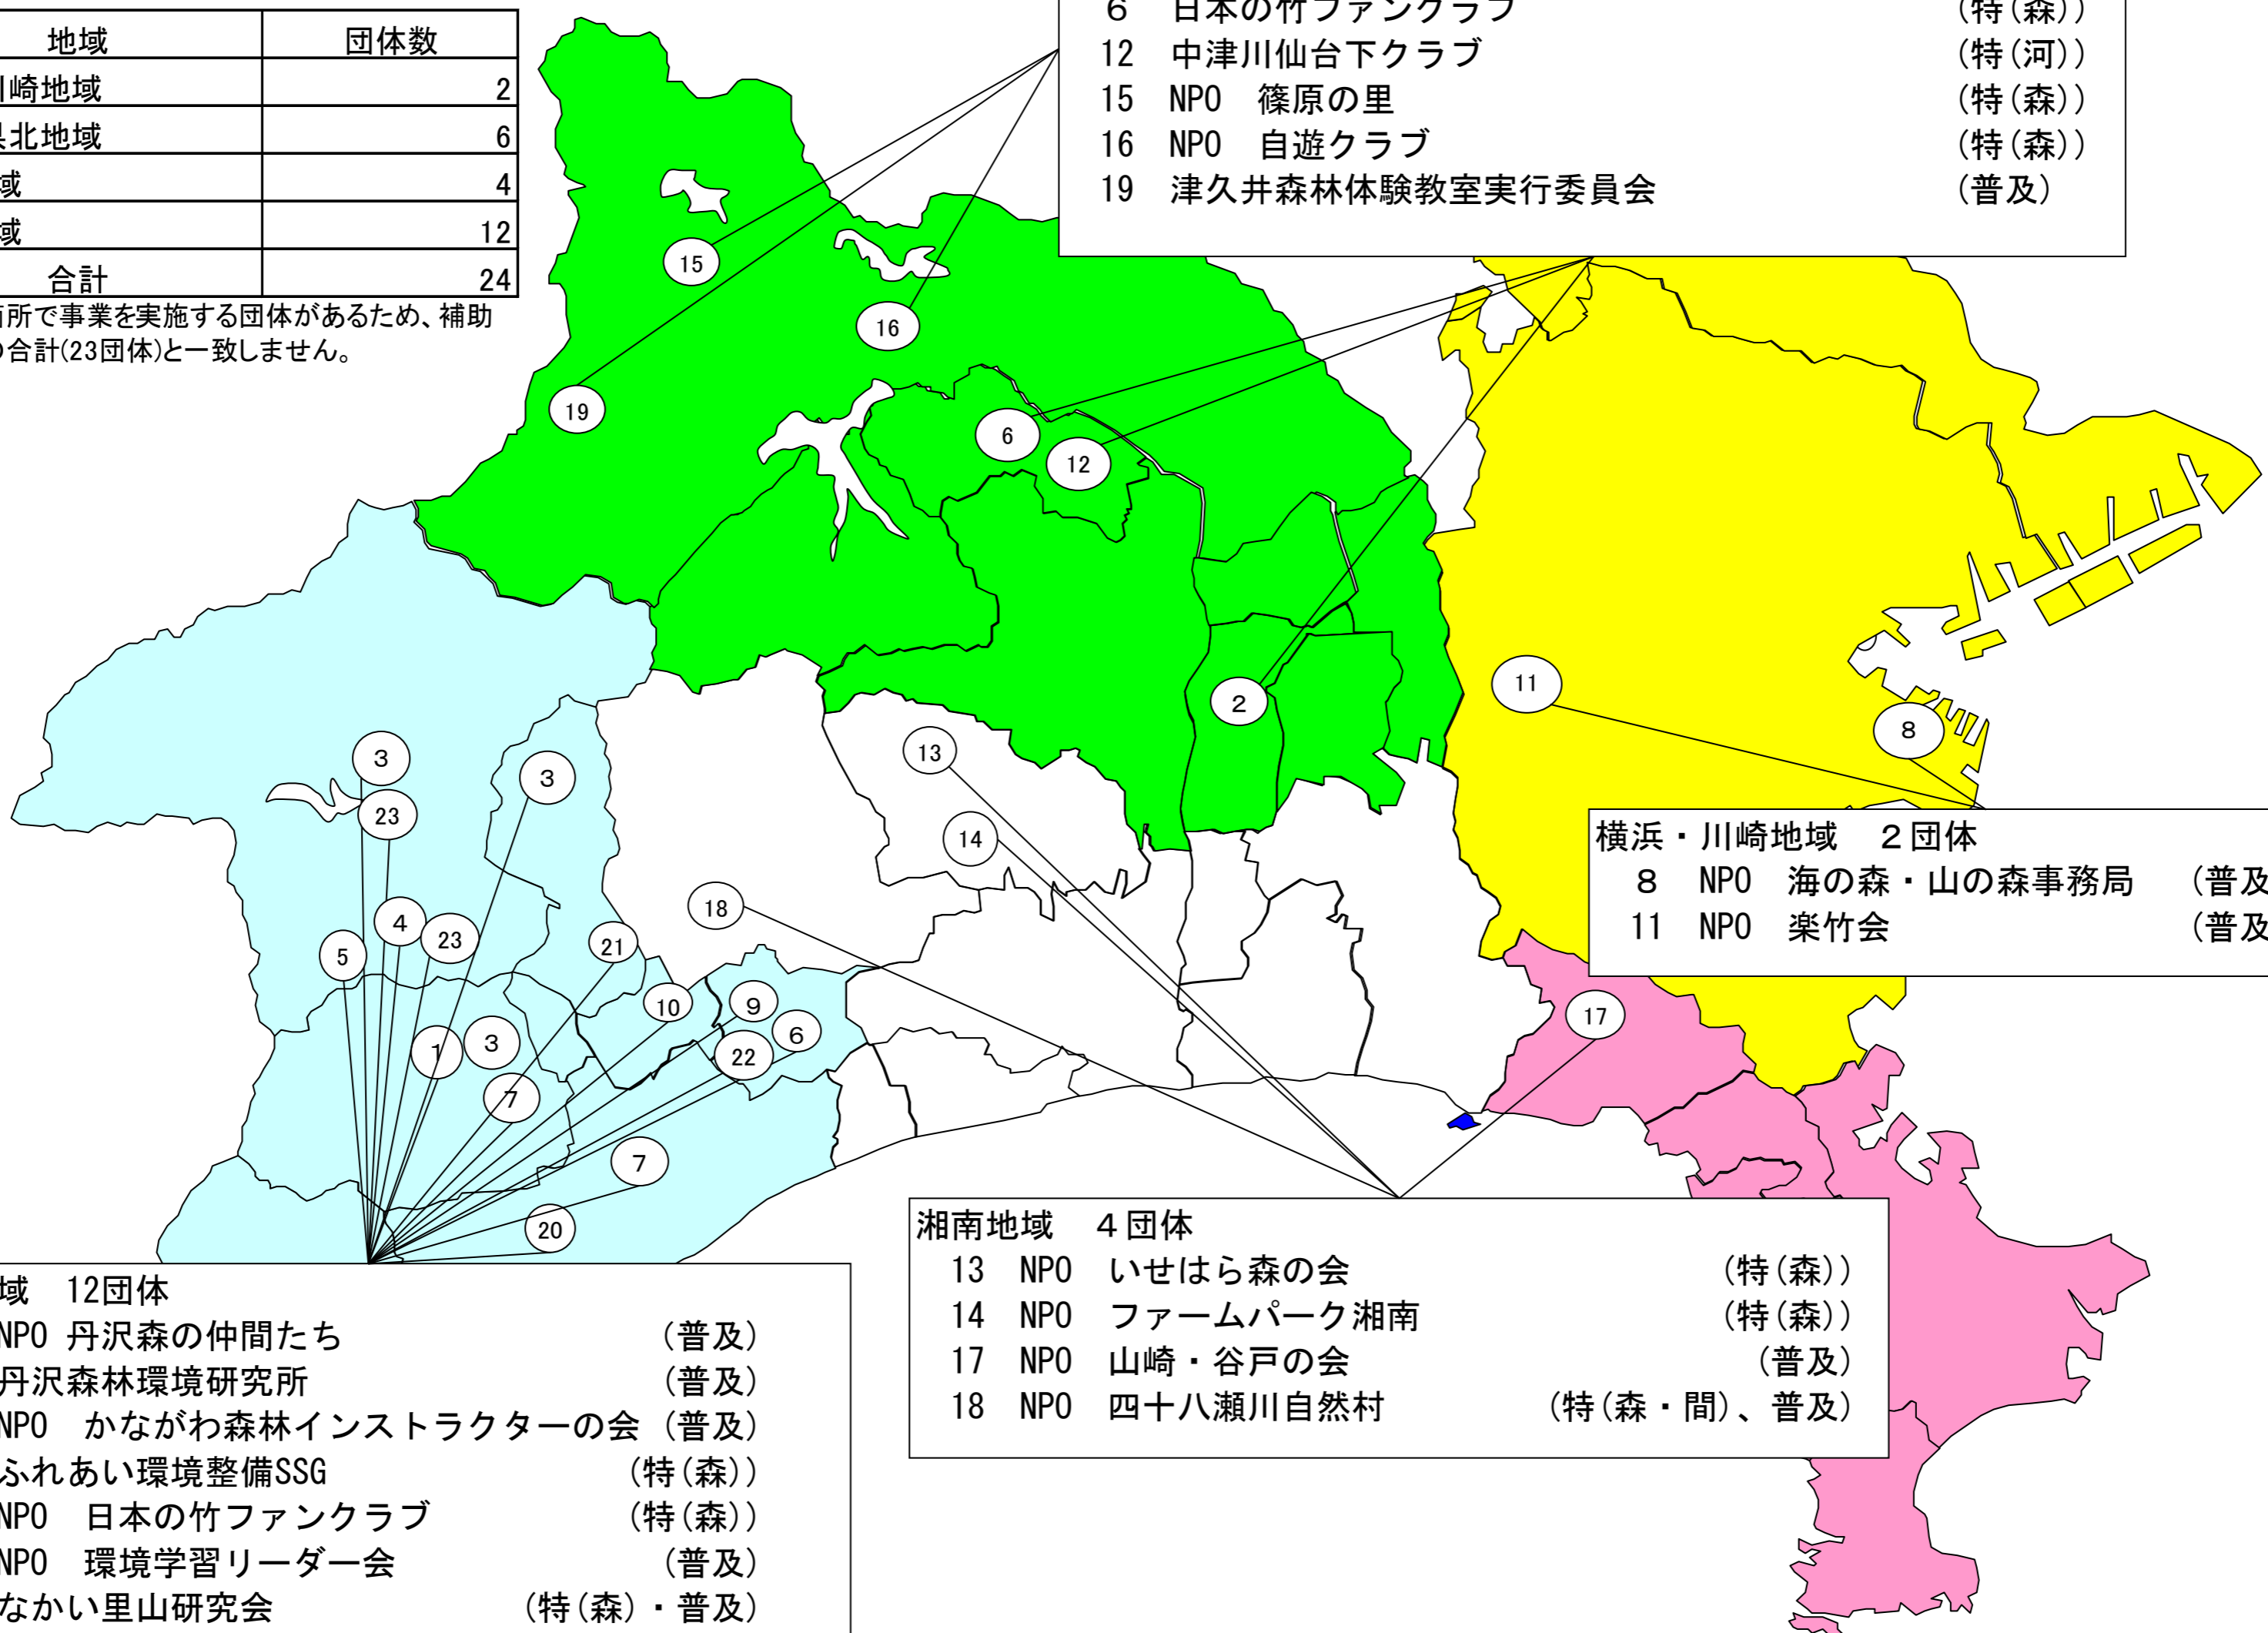 地域 団体数
川崎地域 2
県北地域 6
域 4
域 12
合計 24
箇所で事業を実施する団体があるため、補助
の合計(23団体)と一致しません。
6 日本の竹ファンクラブ (特(森))
12 中津川仙台下クラブ (特(河))
15 NPO 篠原の里 (特(森))
16 NPO 自遊クラブ (特(森))
19 津久井森林体験教室実行委員会 (普及)
15
16
19
6
12
2
11
8
13
14
18
3
3
23
4
23
5
21
10
9
6
22
1
3
7
7
20
17
横浜・川崎地域 2団体
8 NPO 海の森・山の森事務局 (普及
11 NPO 楽竹会 (普及
湘南地域 4団体
13 NPO いせはら森の会 (特(森))
14 NPO ファームパーク湘南 (特(森))
17 NPO 山崎・谷戸の会 (普及)
18 NPO 四十八瀬川自然村 (特(森・間)、普及)
域 12団体
NPO 丹沢森の仲間たち (普及)
丹沢森林環境研究所 (普及)
NPO かながわ森林インストラクターの会 (普及)
ふれあい環境整備SSG (特(森))
NPO 日本の竹ファンクラブ (特(森))
NPO 環境学習リーダー会 (普及)
なかい里山研究会 (特(森)・普及)